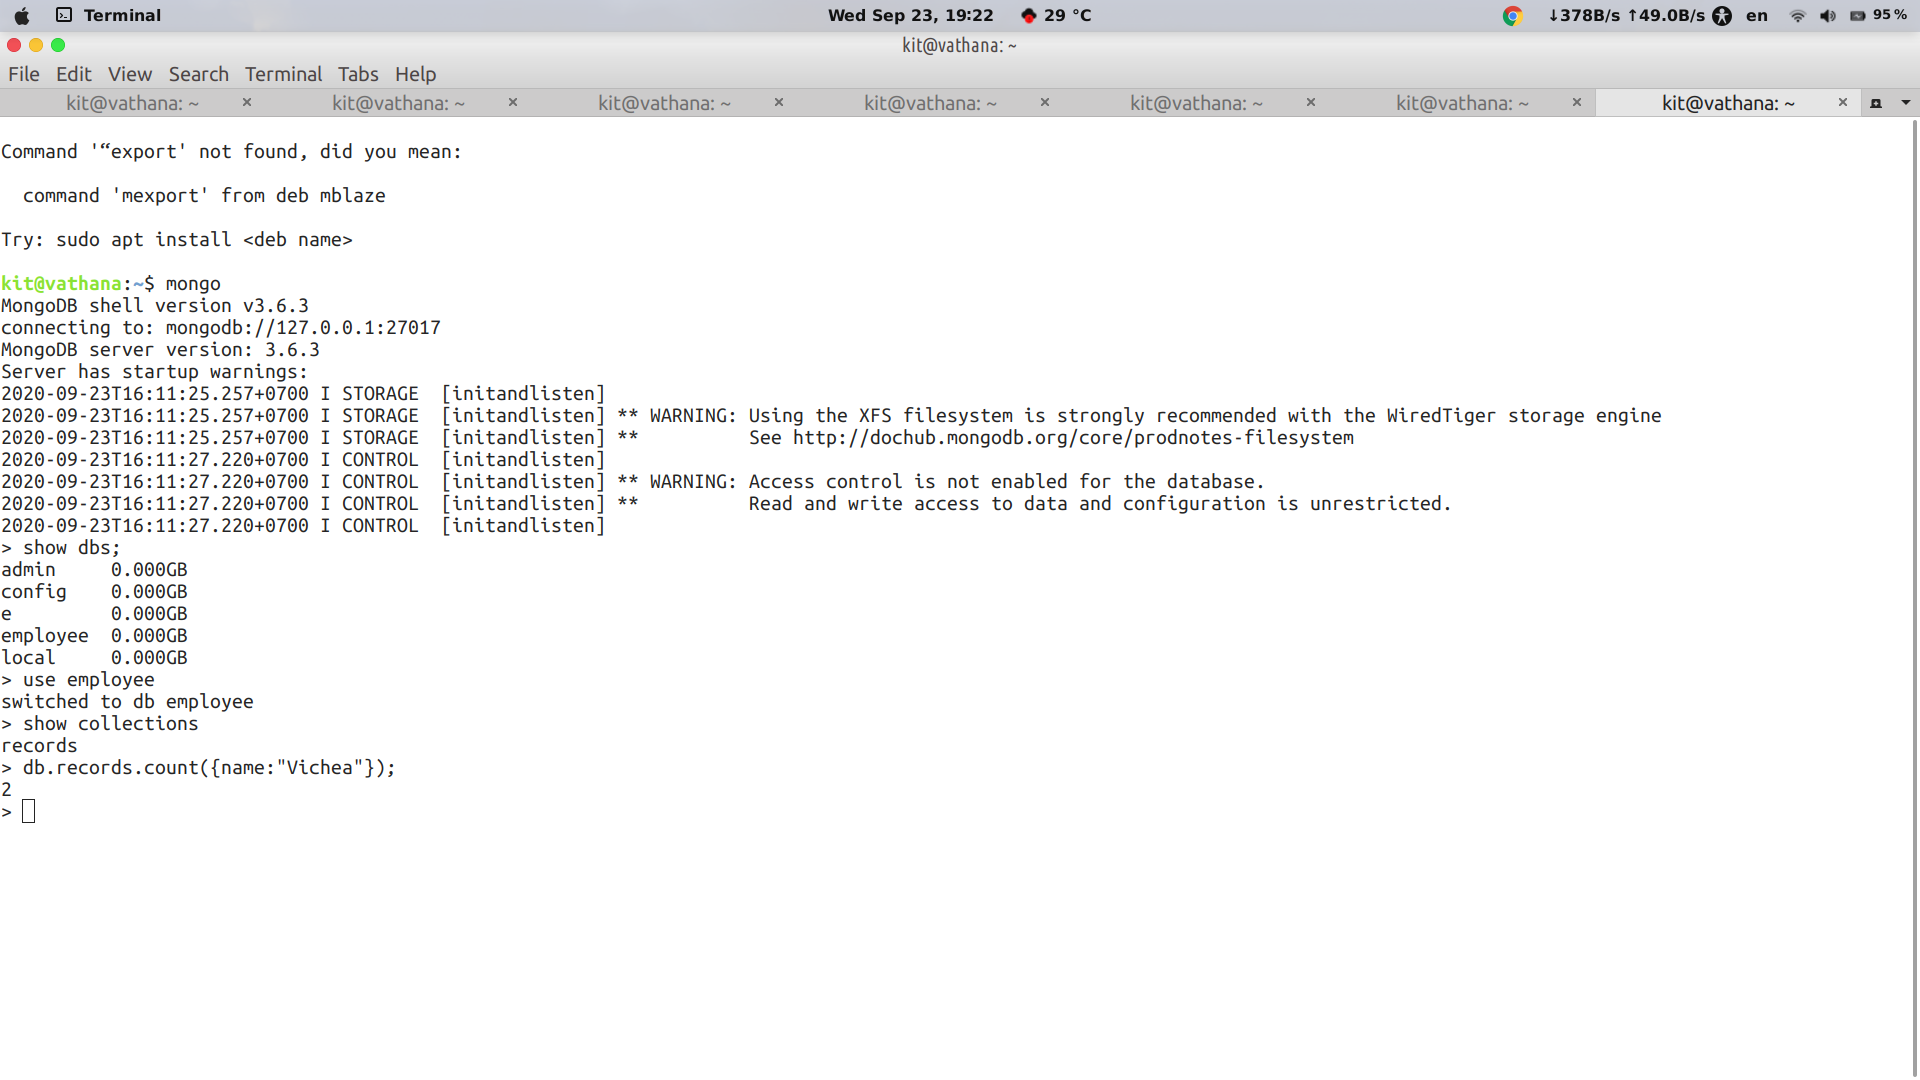 Terminal
Wed Sep 23, 19:22
29 °C
↓378B/s ↑49.0B/s
en
95 %
kit@vathana: ~
File Edit View Search Terminal Tabs Help
kit@vathana: ~ × kit@vathana: ~ × kit@vathana: ~ × kit@vathana: ~ × kit@vathana: ~ × kit@vathana: ~ × kit@vathana: ~ ×
Command '“export' not found, did you mean:
command 'mexport' from deb mblaze
Try: sudo apt install <deb name>
kit@vathana:~$ mongo
MongoDB shell version v3.6.3
connecting to: mongodb://127.0.0.1:27017
MongoDB server version: 3.6.3
Server has startup warnings:
2020-09-23T16:11:25.257+0700 I STORAGE  [initandlisten]
2020-09-23T16:11:25.257+0700 I STORAGE  [initandlisten] ** WARNING: Using the XFS filesystem is strongly recommended with the WiredTiger storage engine
2020-09-23T16:11:25.257+0700 I STORAGE  [initandlisten] **          See http://dochub.mongodb.org/core/prodnotes-filesystem
2020-09-23T16:11:27.220+0700 I CONTROL  [initandlisten]
2020-09-23T16:11:27.220+0700 I CONTROL  [initandlisten] ** WARNING: Access control is not enabled for the database.
2020-09-23T16:11:27.220+0700 I CONTROL  [initandlisten] **          Read and write access to data and configuration is unrestricted.
2020-09-23T16:11:27.220+0700 I CONTROL  [initandlisten]
> show dbs;
admin     0.000GB
config    0.000GB
e         0.000GB
employee  0.000GB
local     0.000GB
> use employee
switched to db employee
> show collections
records
> db.records.count({name:"Vichea"});
2
>